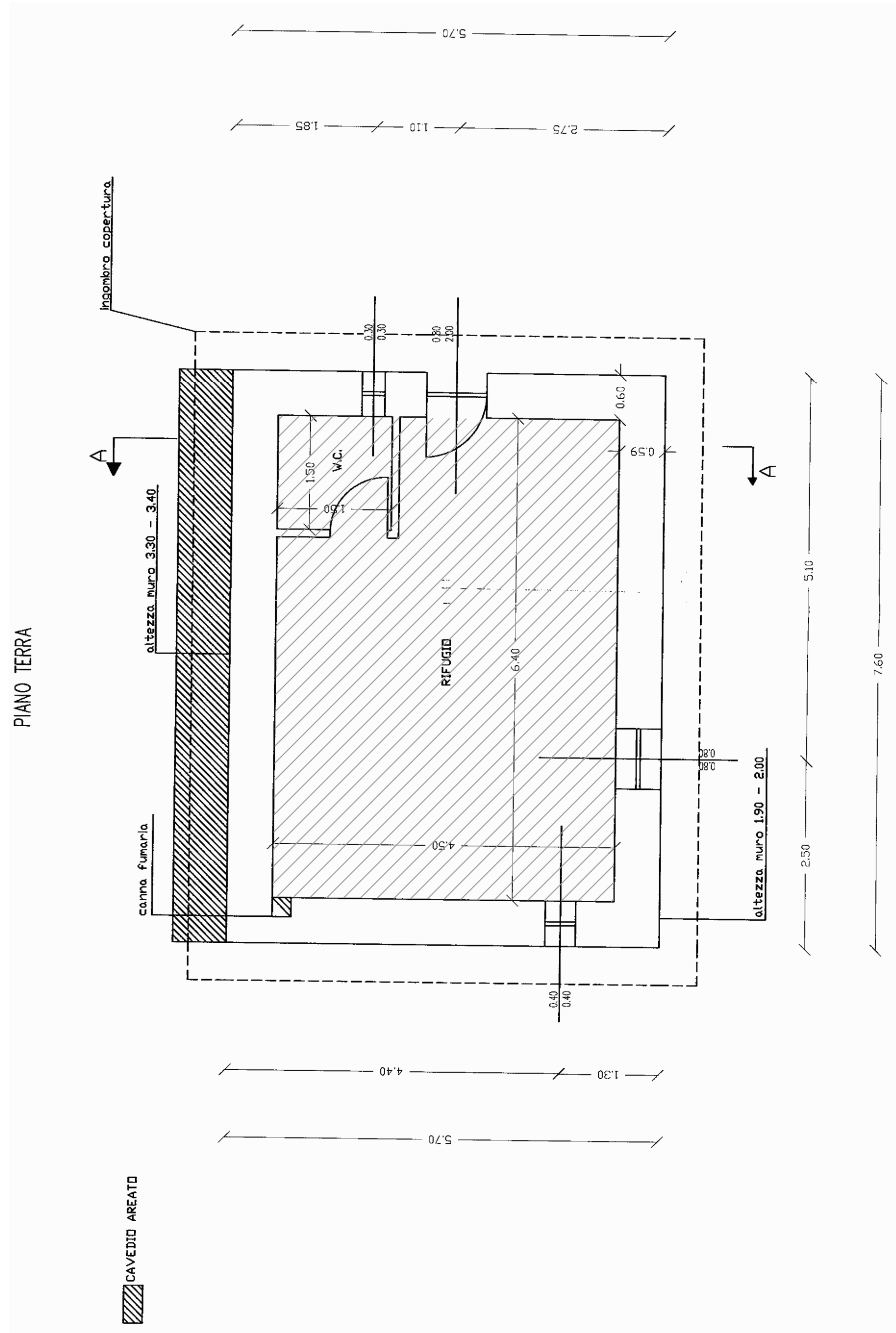 PIANO TERRA
5.70
1.85
1.10
2.75
ingombro copertura
0.30
0.30
0.80
2.00
A
A
altezza muro 3.30 - 3.40
1.50
W.C.
1.50
0.60
0.59
RIFUGIO
6.40
5.10
7.60
canna fumaria
4.50
0.80
0.80
2.50
altezza muro 1.90 - 2.00
0.40
0.40
4.40
1.30
5.70
CAVEDIO AREATO